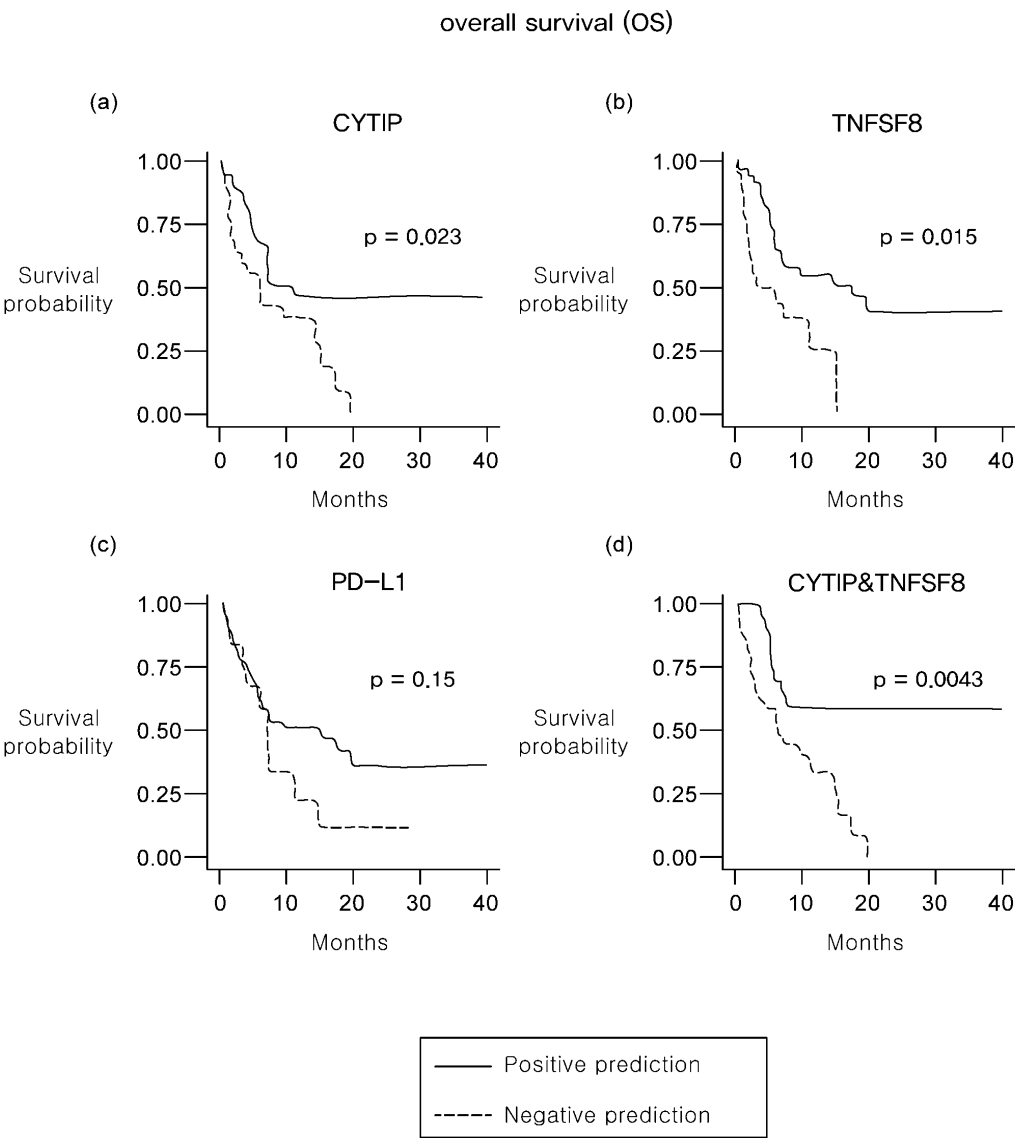 overall survival (OS)
(a)
CYTIP
1.00
0.75
0.50
0.25
0.00
Survival
probability
p = 0.023
0 10 20 30 40
Months
(b)
TNFSF8
1.00
0.75
0.50
0.25
0.00
Survival
probability
p = 0.015
0 10 20 30 40
Months
(c)
PD-L1
1.00
0.75
0.50
0.25
0.00
Survival
probability
p = 0.15
0 10 20 30 40
Months
(d)
CYTIP&TNFSF8
1.00
0.75
0.50
0.25
0.00
Survival
probability
p = 0.0043
0 10 20 30 40
Months
Positive prediction
Negative prediction